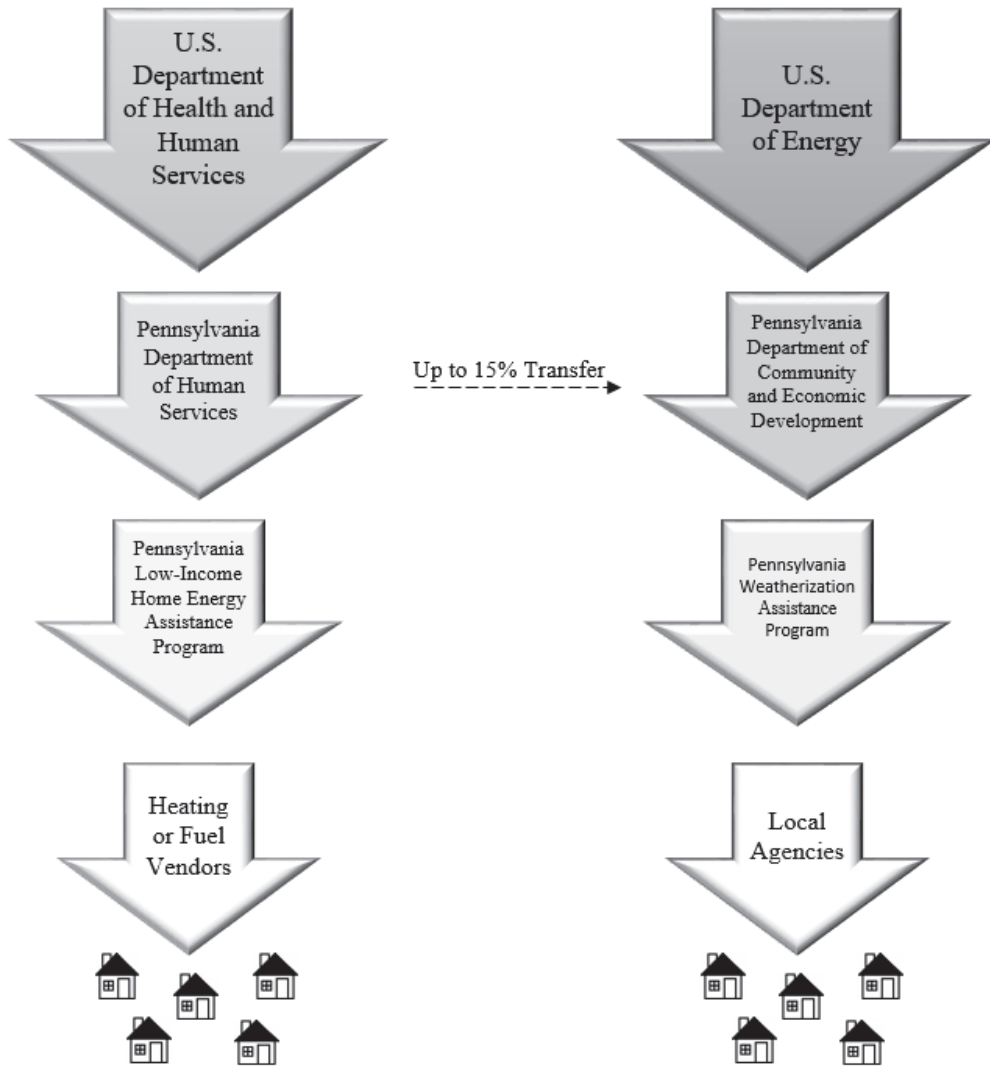 U.S.
Department
of Health and
Human
Services
U.S.
Department
of Energy
Pennsylvania
Department
of Human
Services
Up to 15% Transfer
Pennsylvania
Department of
Community
and Economic
Development
Pennsylvania
Low-Income
Home Energy
Assistance
Program
Pennsylvania
Weatherization
Assistance
Program
Heating
or Fuel
Vendors
Local
Agencies